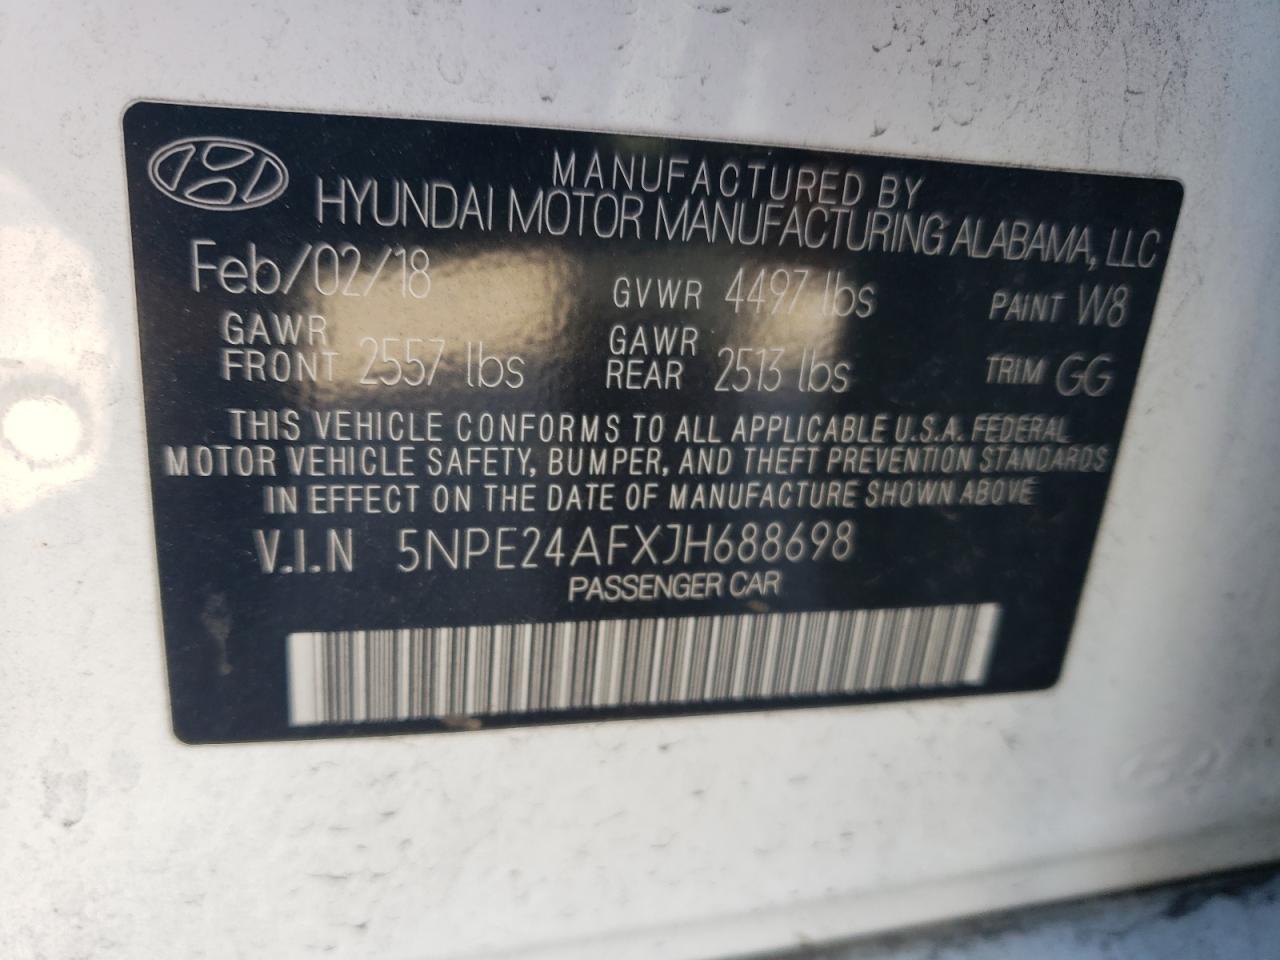 MANUFACTURED BY
HYUNDAI MOTOR MANUFACTURING ALABAMA, LLC
Feb/02/18 GVWR 4497 lbs PAINT W8
GAWR FRONT 2557 lbs GAWR REAR 2513 lbs TRIM GG
THIS VEHICLE CONFORMS TO ALL APPLICABLE U.S.A. FEDERAL
MOTOR VEHICLE SAFETY, BUMPER, AND THEFT PREVENTION STANDARDS
IN EFFECT ON THE DATE OF MANUFACTURE SHOWN ABOVE
V.I.N 5NPE24AFXJH688698
PASSENGER CAR